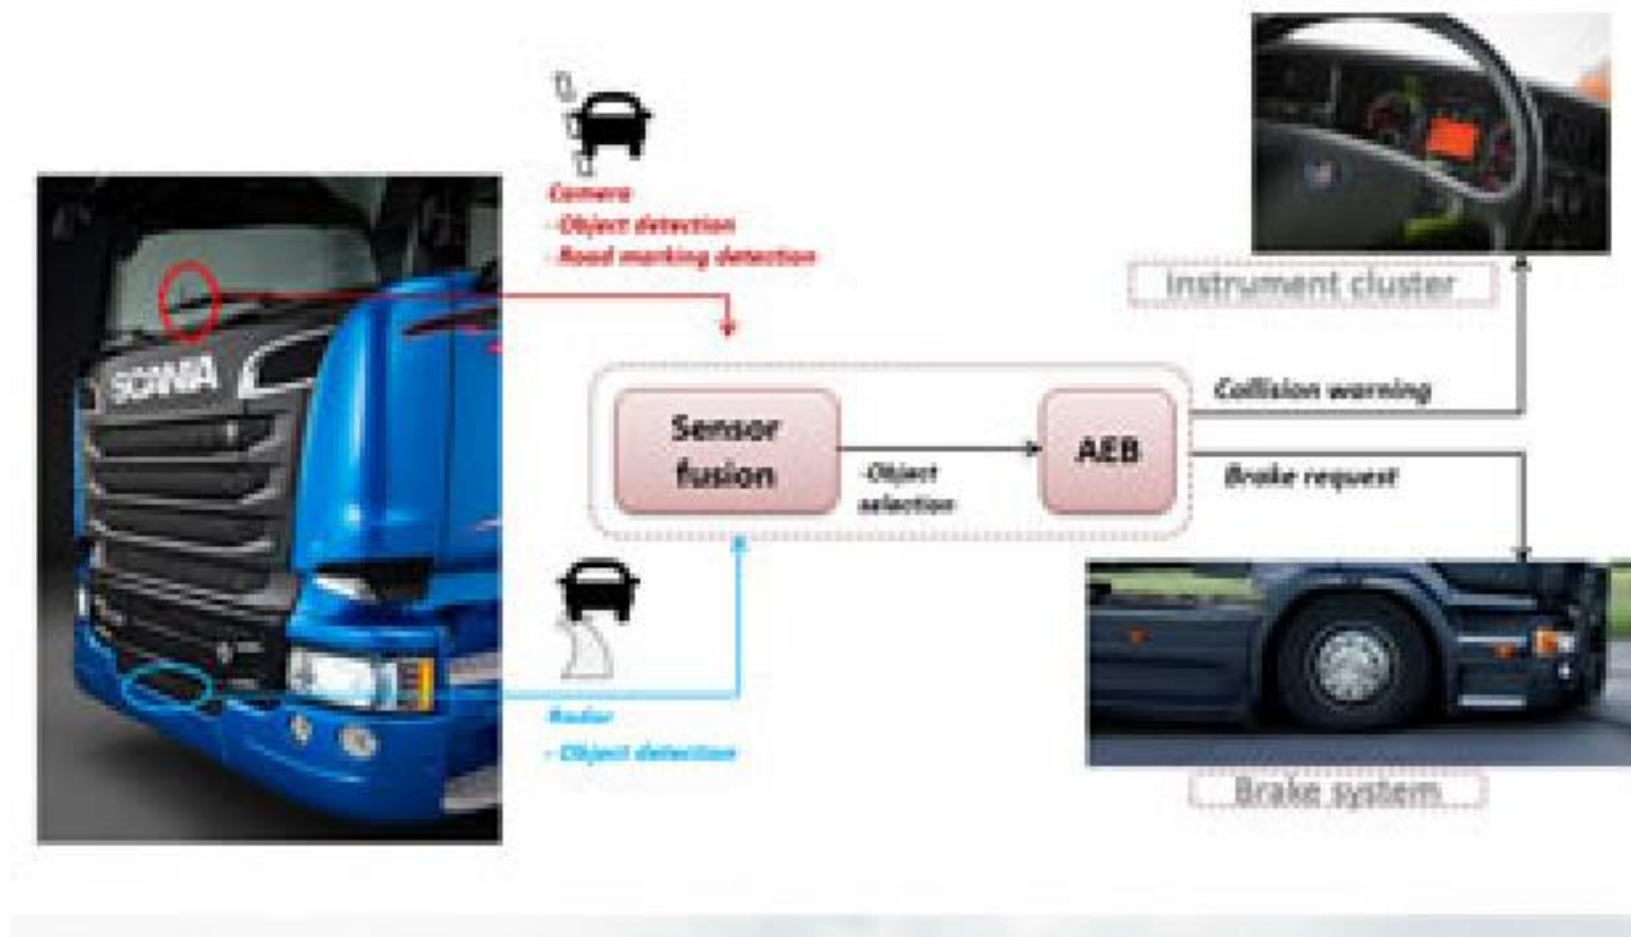 Camera
- Object detection
- Road marking detection
Instrument cluster
SCANIA
Collision warning
Sensor
fusion
AEB
-Object
selection
Brake request
Radar
- Object detection
Brake system